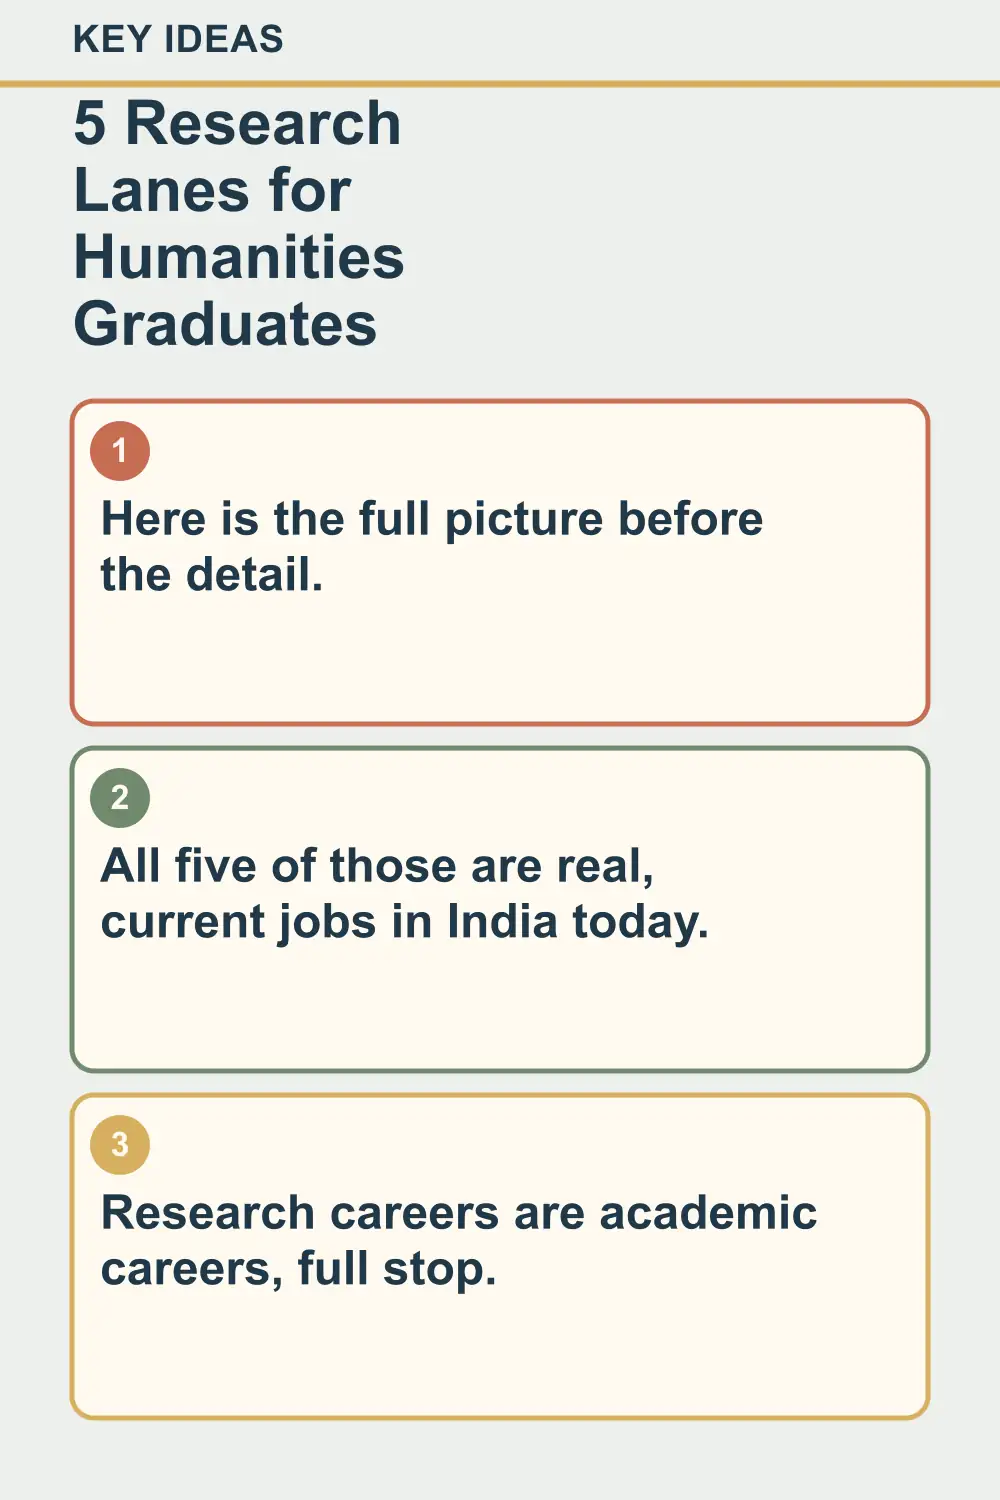 KEY IDEAS
5 Research
Lanes for
Humanities
Graduates
1
Here is the full picture before
the detail.
2
All five of those are real,
current jobs in India today.
3
Research careers are academic
careers, full stop.